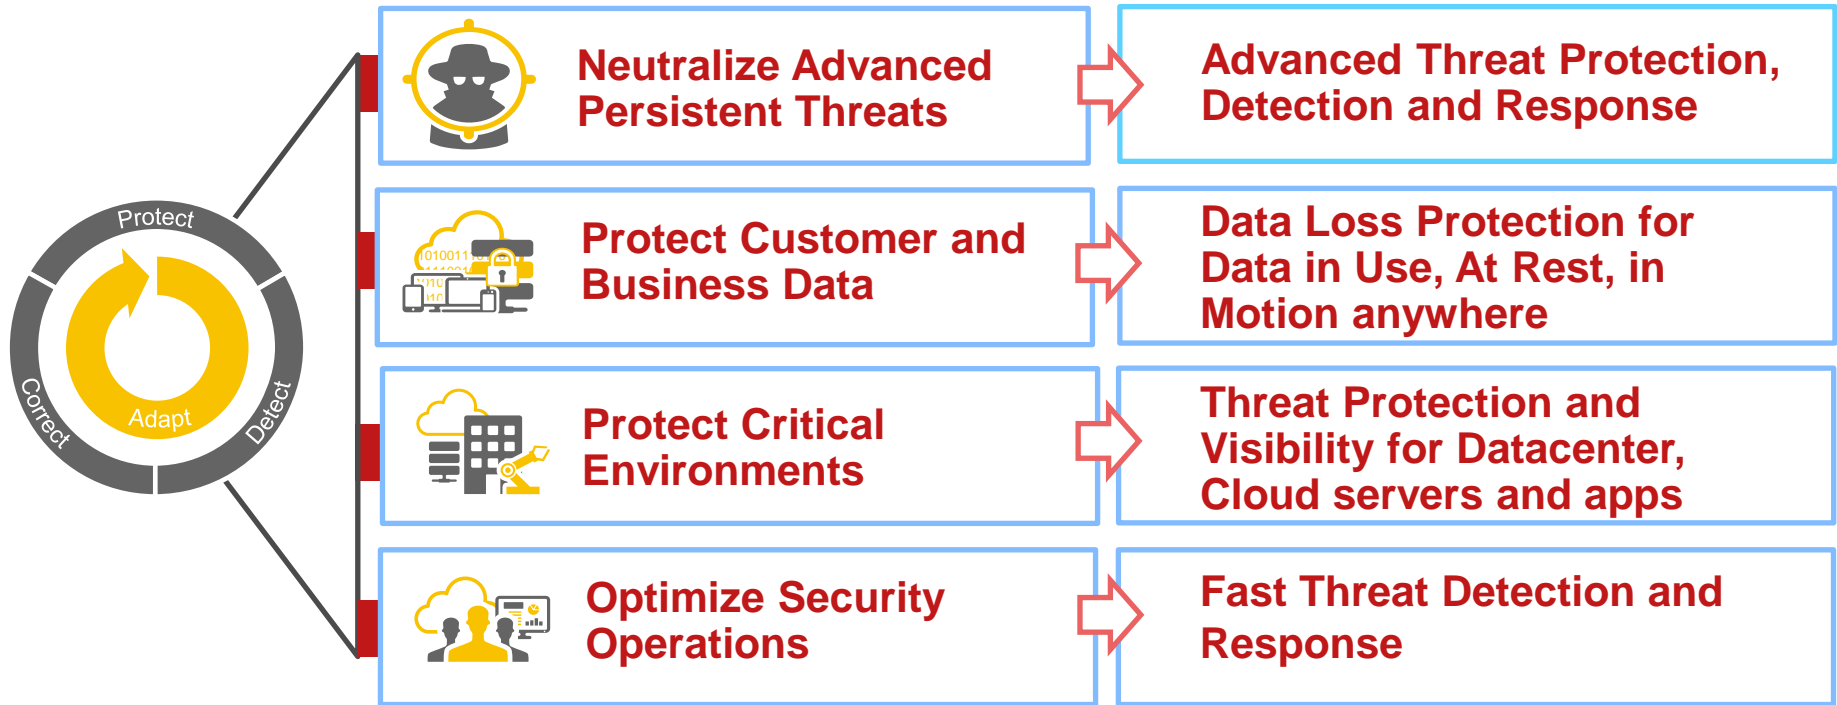 Protect
Detect
Correct
Adapt
Neutralize Advanced
Persistent Threats
Advanced Threat Protection,
Detection and Response
Protect Customer and
Business Data
Data Loss Protection for
Data in Use, At Rest, in
Motion anywhere
Protect Critical
Environments
Threat Protection and
Visibility for Datacenter,
Cloud servers and apps
Optimize Security
Operations
Fast Threat Detection and
Response